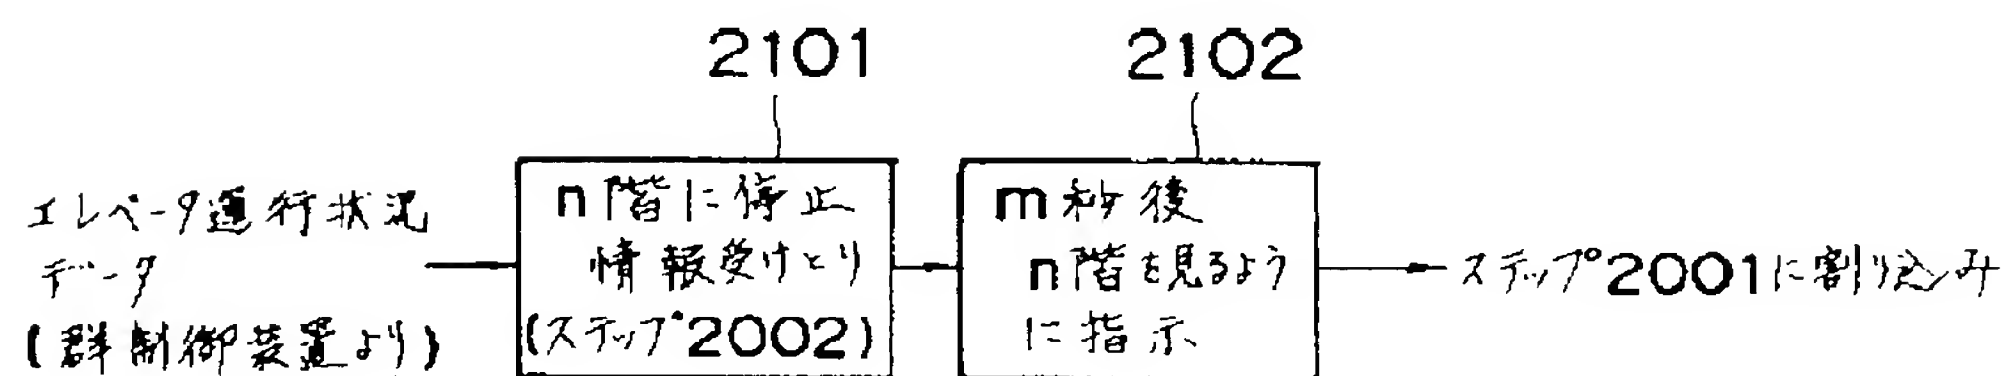 2101
2102
エレベータ運行状況
データ
(群制御装置より)
n階に停止
情報受けとり
(ステップ2002)
m秒後
n階を見るよう
に指示
ステップ2001に割り込み